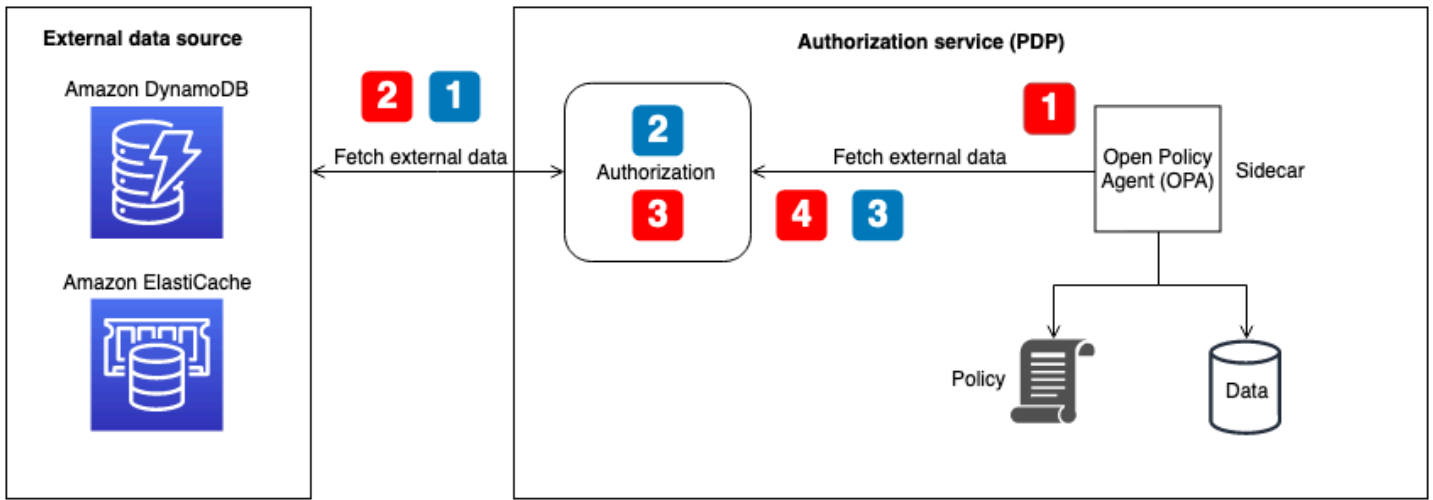 External data source
Amazon DynamoDB
Amazon ElastiCache
2 1
Fetch external data
Authorization service (PDP)
2
Authorization
3
Fetch external data
4 3
1
Open Policy
Agent (OPA)
Sidecar
Policy
Data